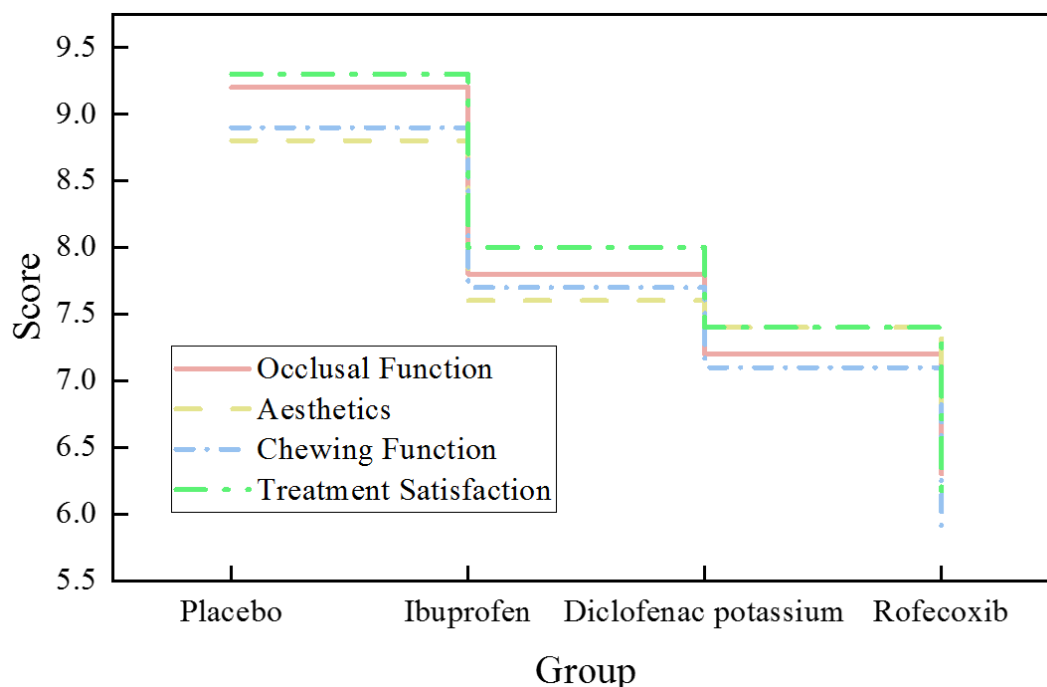 9.5
9.0
8.5
8.0
7.5
7.0
6.5
6.0
5.5
Score
Occlusal Function
Aesthetics
Chewing Function
Treatment Satisfaction
Placebo Ibuprofen Diclofenac potassium Rofecoxib
Group